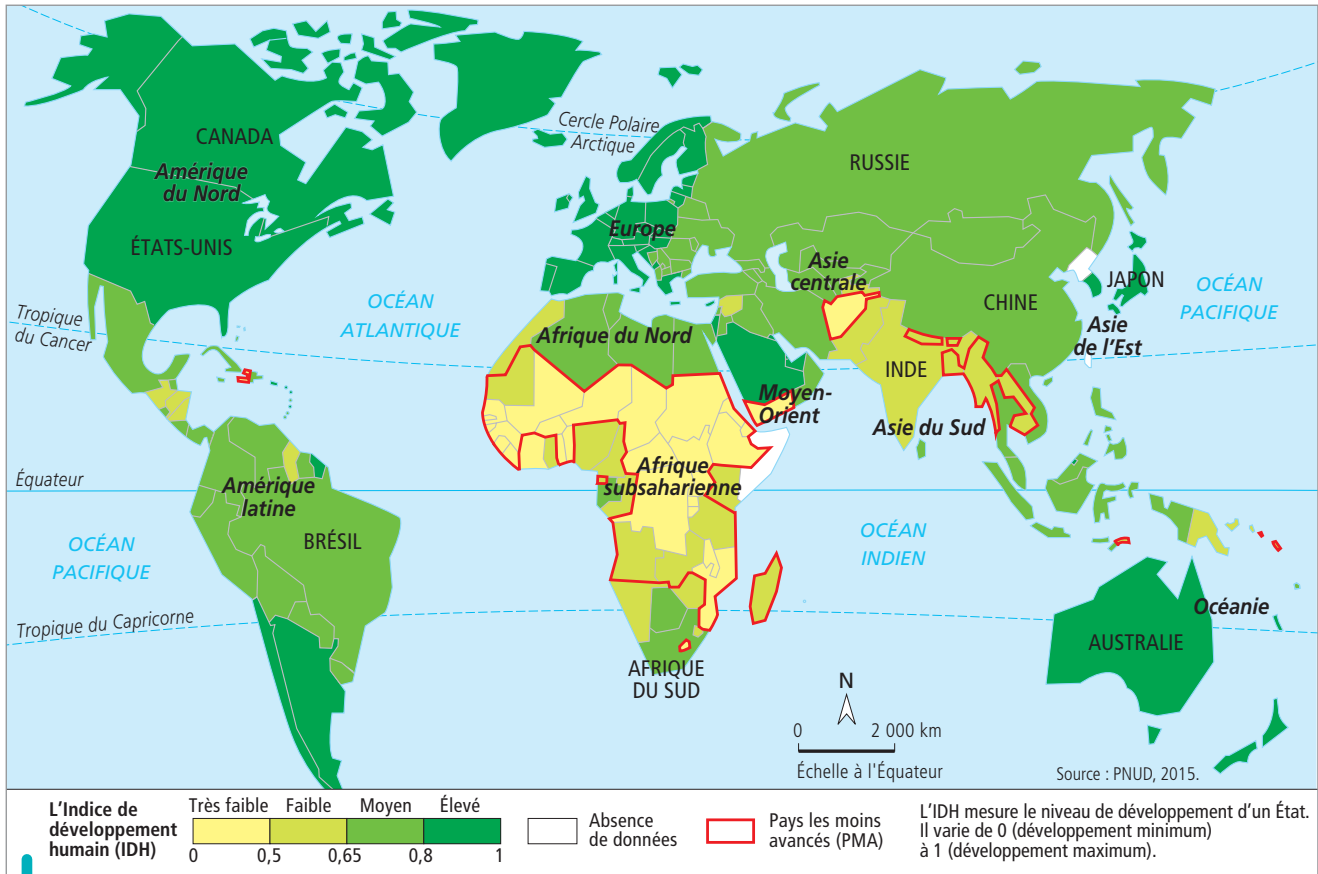 Cercle Polaire
Arctique
CANADA
Amérique
du Nord
RUSSIE
ÉTATS-UNIS
Europe
Asie
centrale
JAPON
OCÉAN
PACIFIQUE
OCÉAN
ATLANTIQUE
CHINE
Tropique
du Cancer
Afrique du Nord
Asie
de l'Est
INDE
Moyen-
Orient
Asie du Sud
Équateur
Amérique
latine
Afrique
subsaharienne
BRÉSIL
OCÉAN
PACIFIQUE
OCÉAN
INDIEN
Tropique du Capricorne
Océanie
AUSTRALIE
AFRIQUE
DU SUD
N
0 2 000 km
Échelle à l'Équateur
Source : PNUD, 2015.
L'Indice de
développement
humain (IDH)
Très faible Faible Moyen Élevé
0 0,5 0,65 0,8 1
Absence
de données
Pays les moins
avancés (PMA)
L'IDH mesure le niveau de développement d'un État.
Il varie de 0 (développement minimum)
à 1 (développement maximum).